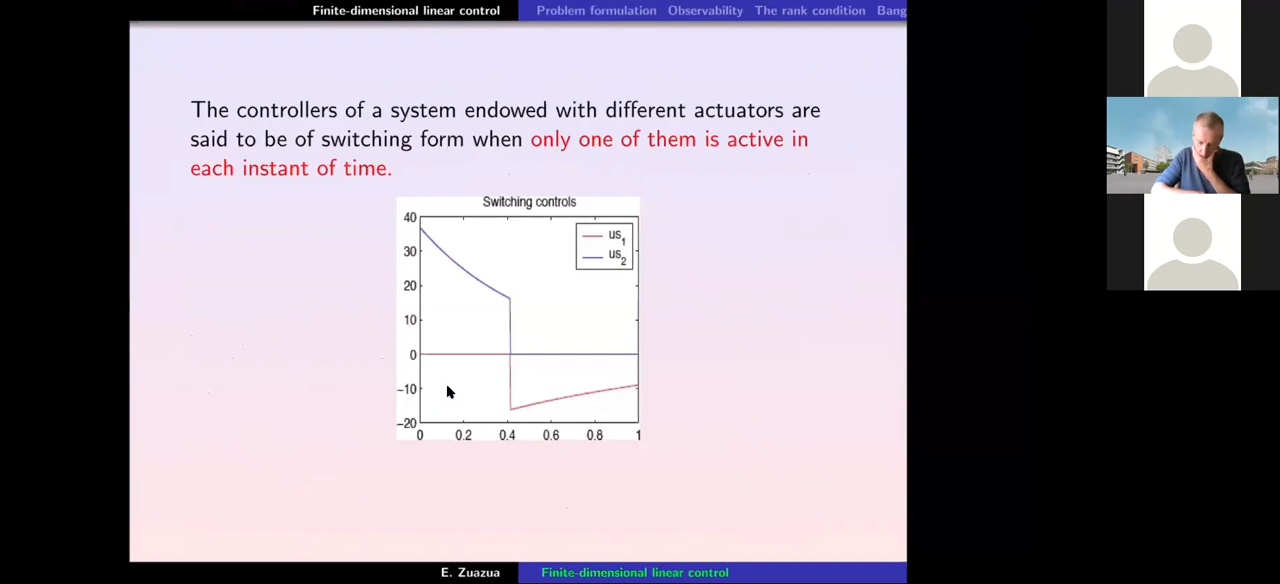 Finite-dimensional linear control
Problem formulation Observability The rank condition Bang
The controllers of a system endowed with different actuators are
said to be of switching form when only one of them is active in
each instant of time.
Switching controls
40
30
20
10
0
−10
−20
us1
us2
0 0.2 0.4 0.6 0.8 1
E. Zuazua
Finite-dimensional linear control